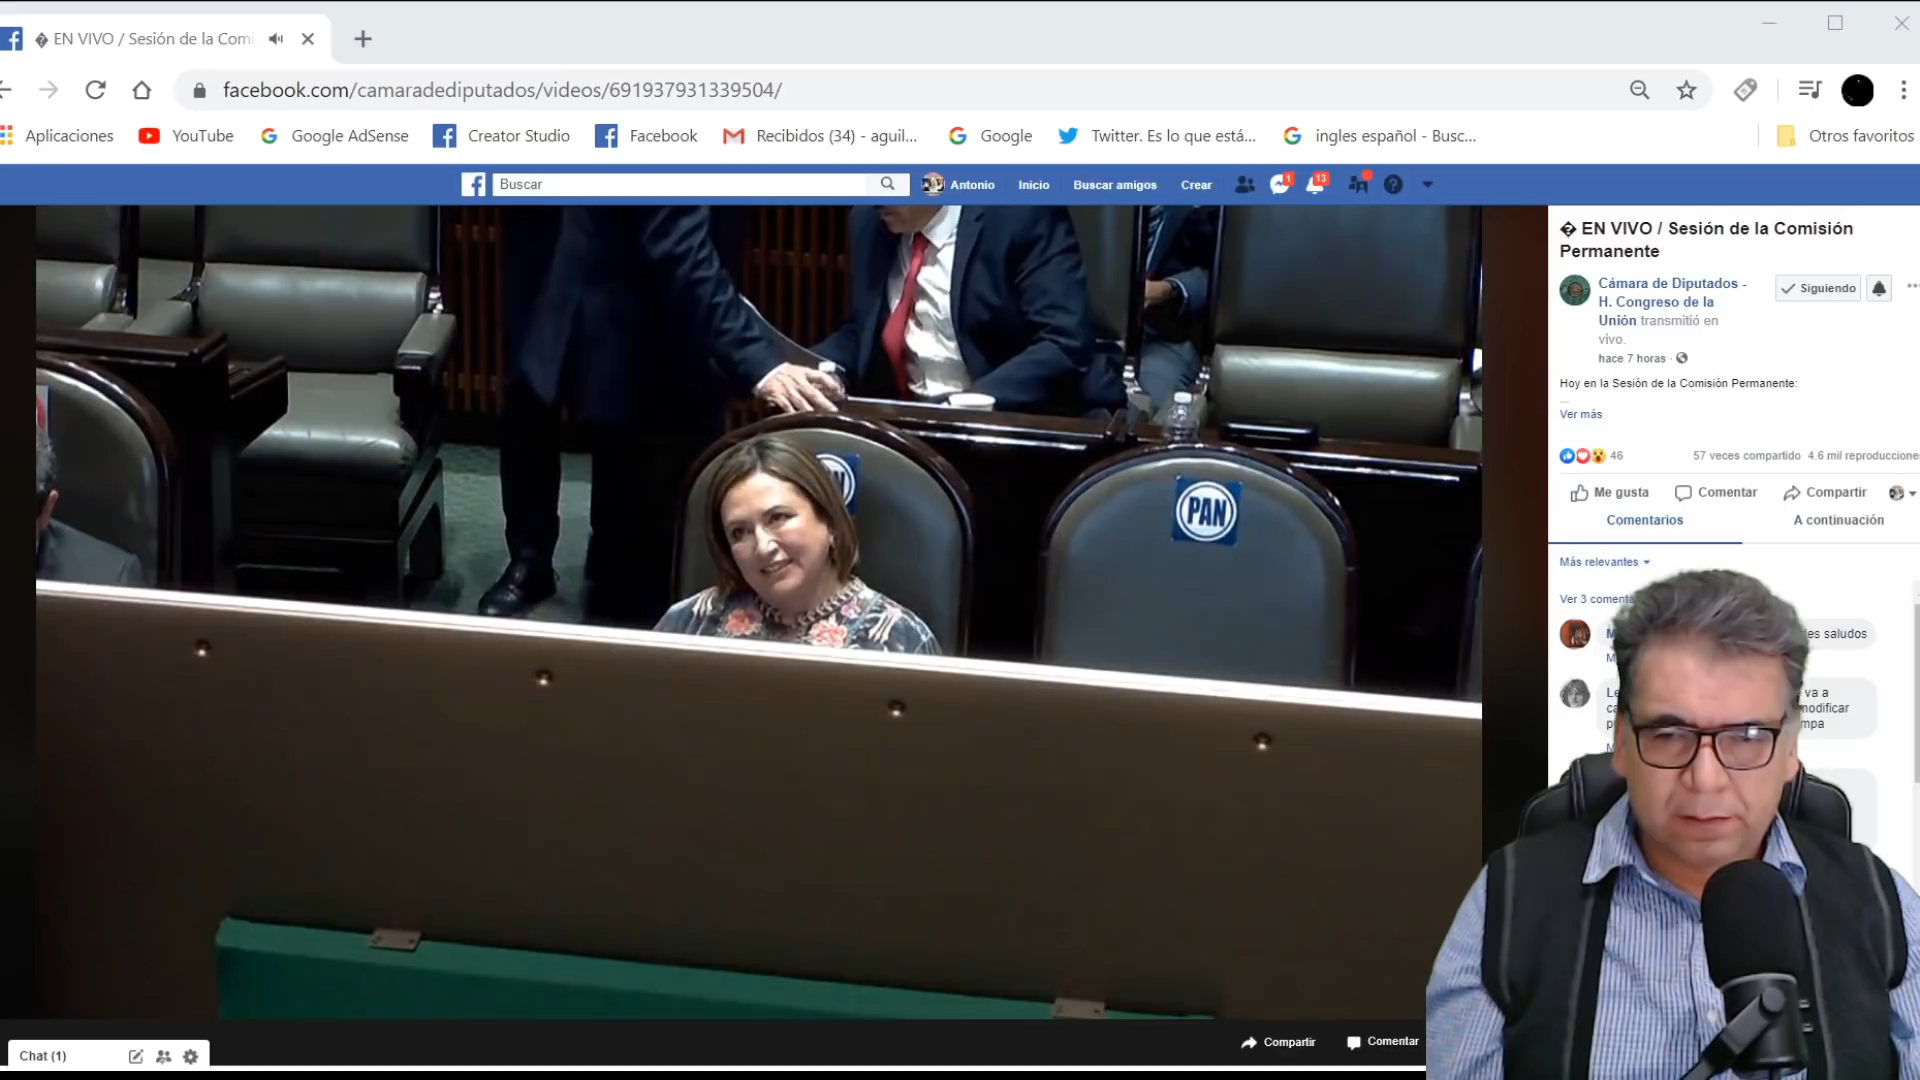 � EN VIVO / Sesión de la Comi
facebook.com/camaradediputados/videos/691937931339504/
Aplicaciones
YouTube
Google AdSense
Creator Studio
Facebook
Recibidos (34) - aguil...
Google
Twitter. Es lo que está...
ingles español - Busc...
Otros favoritos
Buscar
Antonio
Inicio
Buscar amigos
Crear
1
13
PAN
� EN VIVO / Sesión de la Comisión
Permanente
Cámara de Diputados -
H. Congreso de la
Unión transmitió en
vivo.
Siguiendo
hace 7 horas ·
Hoy en la Sesión de la Comisión Permanente:
...
Ver más
46
57 veces compartido
4.6 mil reproducciones
Me gusta
Comentar
Compartir
Comentarios
A continuación
Más relevantes
Ver 3
saludos
va a
modificar
Compartir
Comentar
Chat (1)